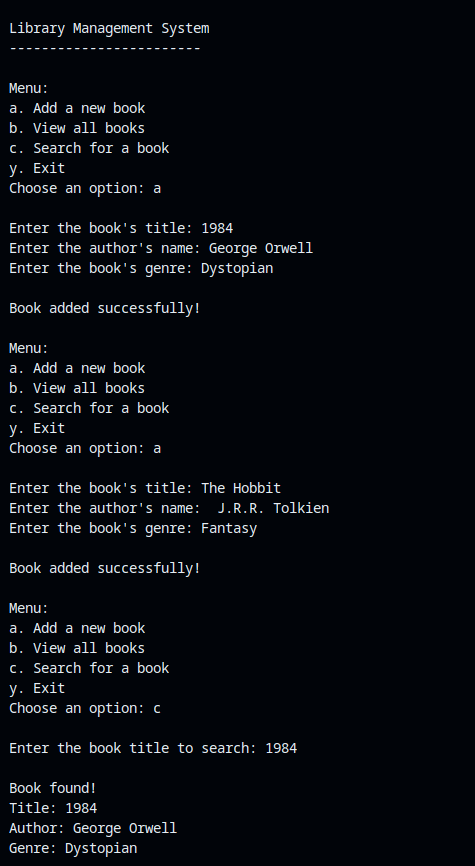 Library Management System
------------------------
Menu:
a. Add a new book
b. View all books
c. Search for a book
y. Exit
Choose an option: a
Enter the book's title: 1984
Enter the author's name: George Orwell
Enter the book's genre: Dystopian
Book added successfully!
Menu:
a. Add a new book
b. View all books
c. Search for a book
y. Exit
Choose an option: a
Enter the book's title: The Hobbit
Enter the author's name:  J.R.R. Tolkien
Enter the book's genre: Fantasy
Book added successfully!
Menu:
a. Add a new book
b. View all books
c. Search for a book
y. Exit
Choose an option: c
Enter the book title to search: 1984
Book found!
Title: 1984
Author: George Orwell
Genre: Dystopian